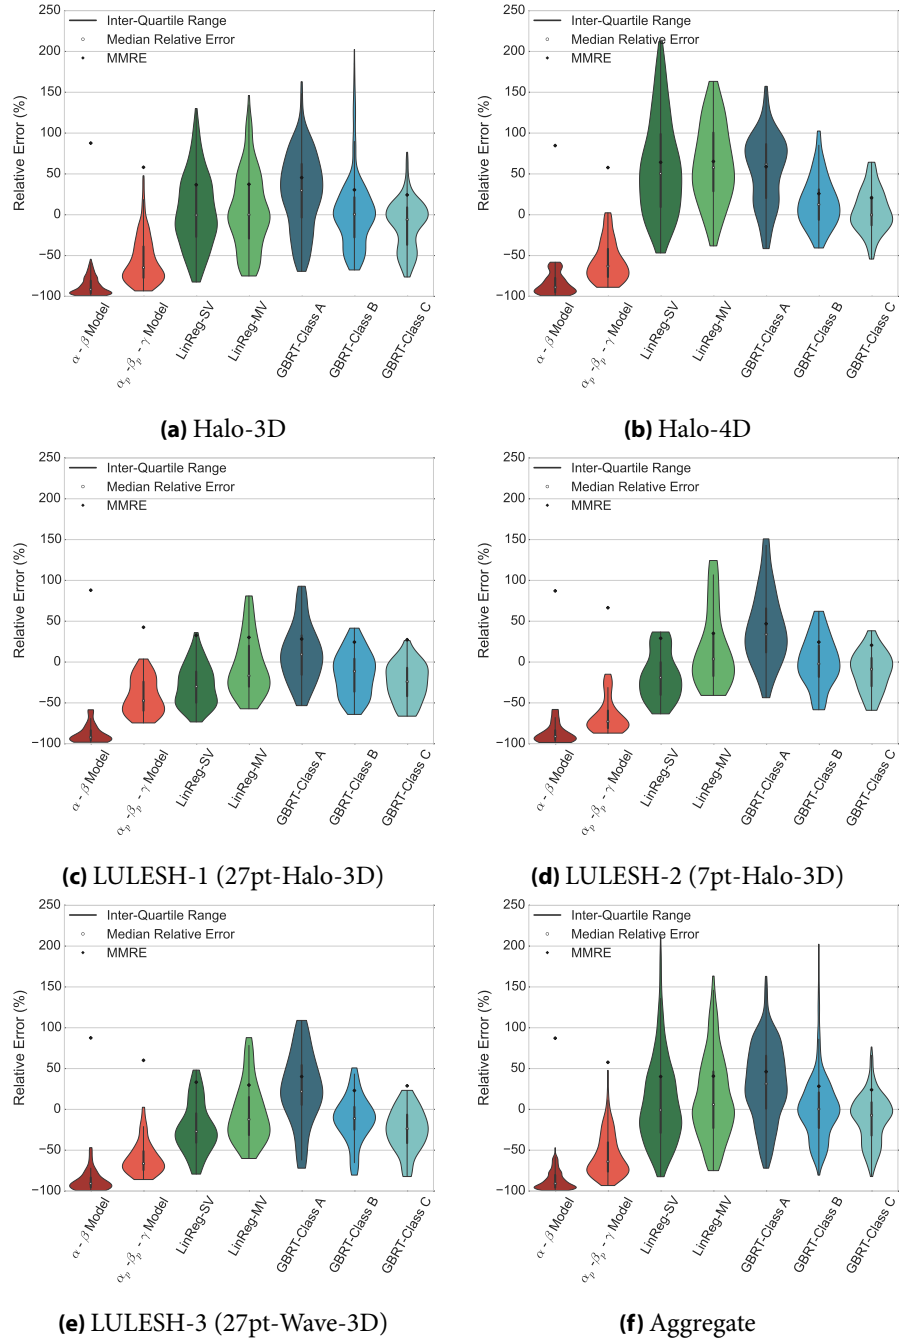 250
200
150
100
50
0
−50
−100
Relative Error (%)
Inter-Quartile Range
Median Relative Error
MMRE
α - β Model
αp -βp - γ Model
LinReg-SV
LinReg-MV
GBRT-Class A
GBRT-Class B
GBRT-Class C
(a) Halo-3D
250
200
150
100
50
0
−50
−100
Relative Error (%)
Inter-Quartile Range
Median Relative Error
MMRE
α - β Model
αp -βp - γ Model
LinReg-SV
LinReg-MV
GBRT-Class A
GBRT-Class B
GBRT-Class C
(b) Halo-4D
250
200
150
100
50
0
−50
−100
Relative Error (%)
Inter-Quartile Range
Median Relative Error
MMRE
α - β Model
αp -βp - γ Model
LinReg-SV
LinReg-MV
GBRT-Class A
GBRT-Class B
GBRT-Class C
(c) LULESH-1 (27pt-Halo-3D)
250
200
150
100
50
0
−50
−100
Relative Error (%)
Inter-Quartile Range
Median Relative Error
MMRE
α - β Model
αp -βp - γ Model
LinReg-SV
LinReg-MV
GBRT-Class A
GBRT-Class B
GBRT-Class C
(d) LULESH-2 (7pt-Halo-3D)
250
200
150
100
50
0
−50
−100
Relative Error (%)
Inter-Quartile Range
Median Relative Error
MMRE
α - β Model
αp -βp - γ Model
LinReg-SV
LinReg-MV
GBRT-Class A
GBRT-Class B
GBRT-Class C
(e) LULESH-3 (27pt-Wave-3D)
250
200
150
100
50
0
−50
−100
Relative Error (%)
Inter-Quartile Range
Median Relative Error
MMRE
α - β Model
αp -βp - γ Model
LinReg-SV
LinReg-MV
GBRT-Class A
GBRT-Class B
GBRT-Class C
(f) Aggregate